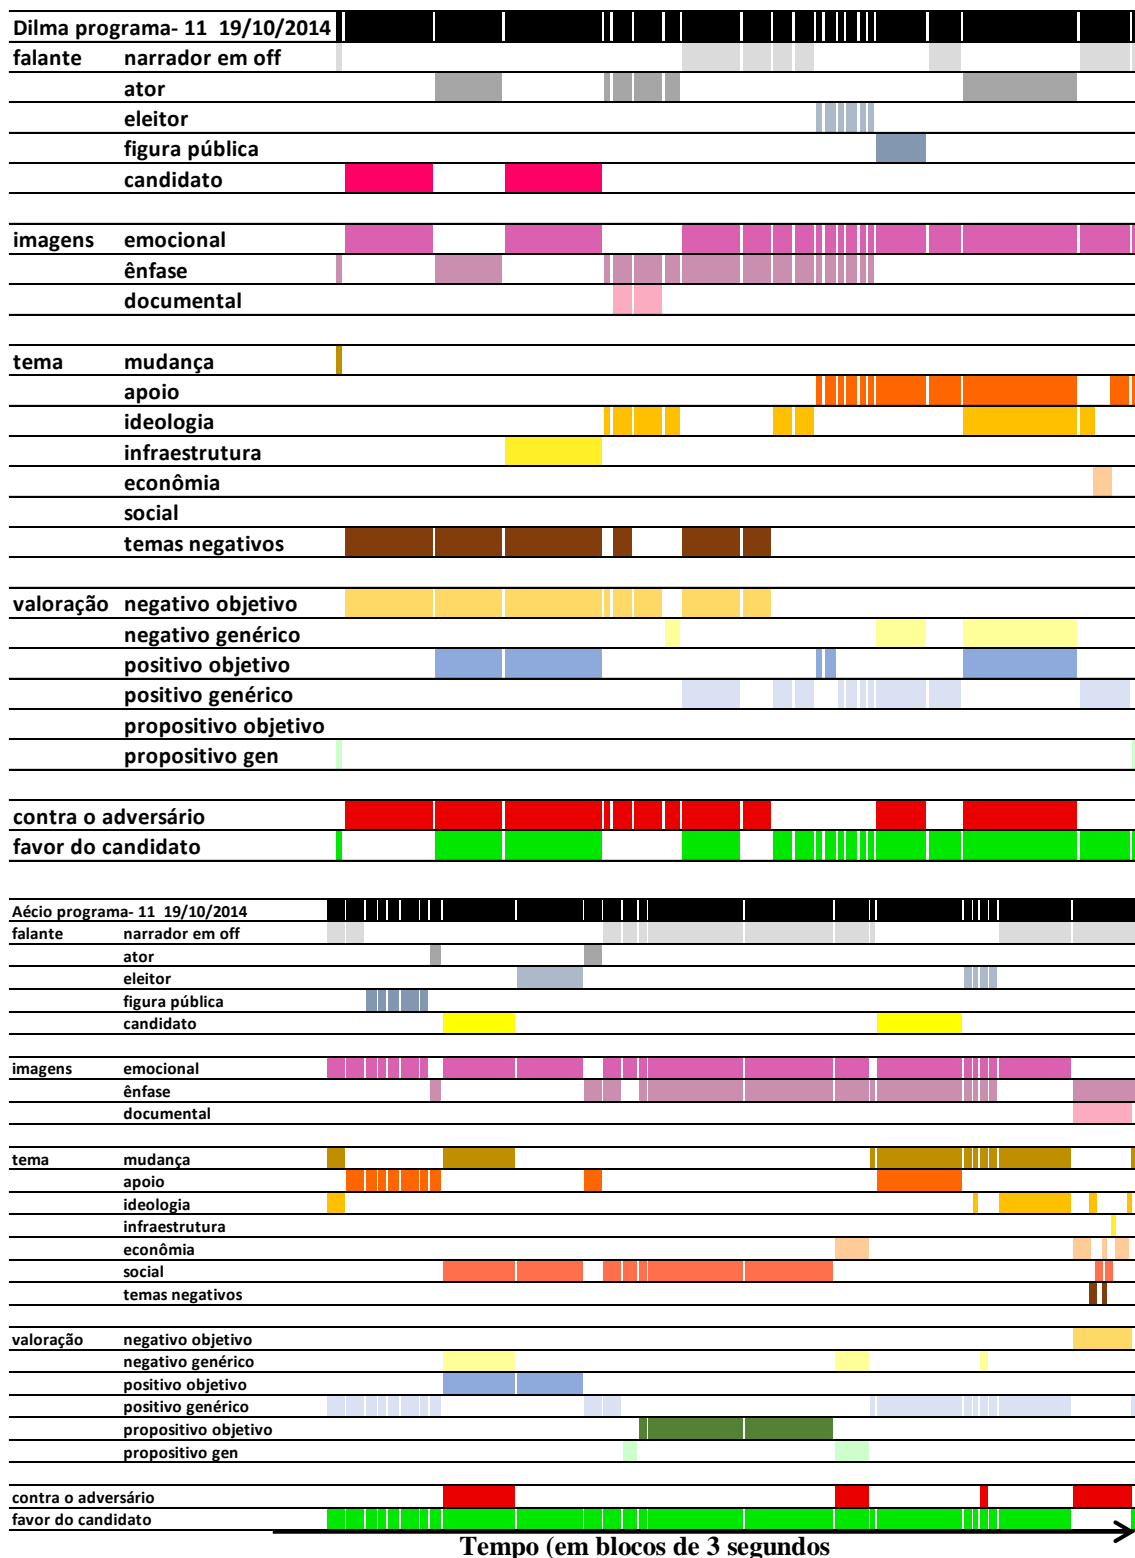 Dilma programa- 11 19/10/2014
falante narrador em off
ator
eleitor
figura pública
candidato
imagens emocional
ênfase
documental
tema mudança
apoio
ideologia
infraestrutura
econômia
social
temas negativos
valoração negativo objetivo
negativo genérico
positivo objetivo
positivo genérico
propositivo objetivo
propositivo gen
contra o adversário
favor do candidato
Aécio programa- 11 19/10/2014
falante narrador em off
ator
eleitor
figura pública
candidato
imagens emocional
ênfase
documental
tema mudança
apoio
ideologia
infraestrutura
econômia
social
temas negativos
valoração negativo objetivo
negativo genérico
positivo objetivo
positivo genérico
propositivo objetivo
propositivo gen
contra o adversário
favor do candidato
Tempo (em blocos de 3 segundos